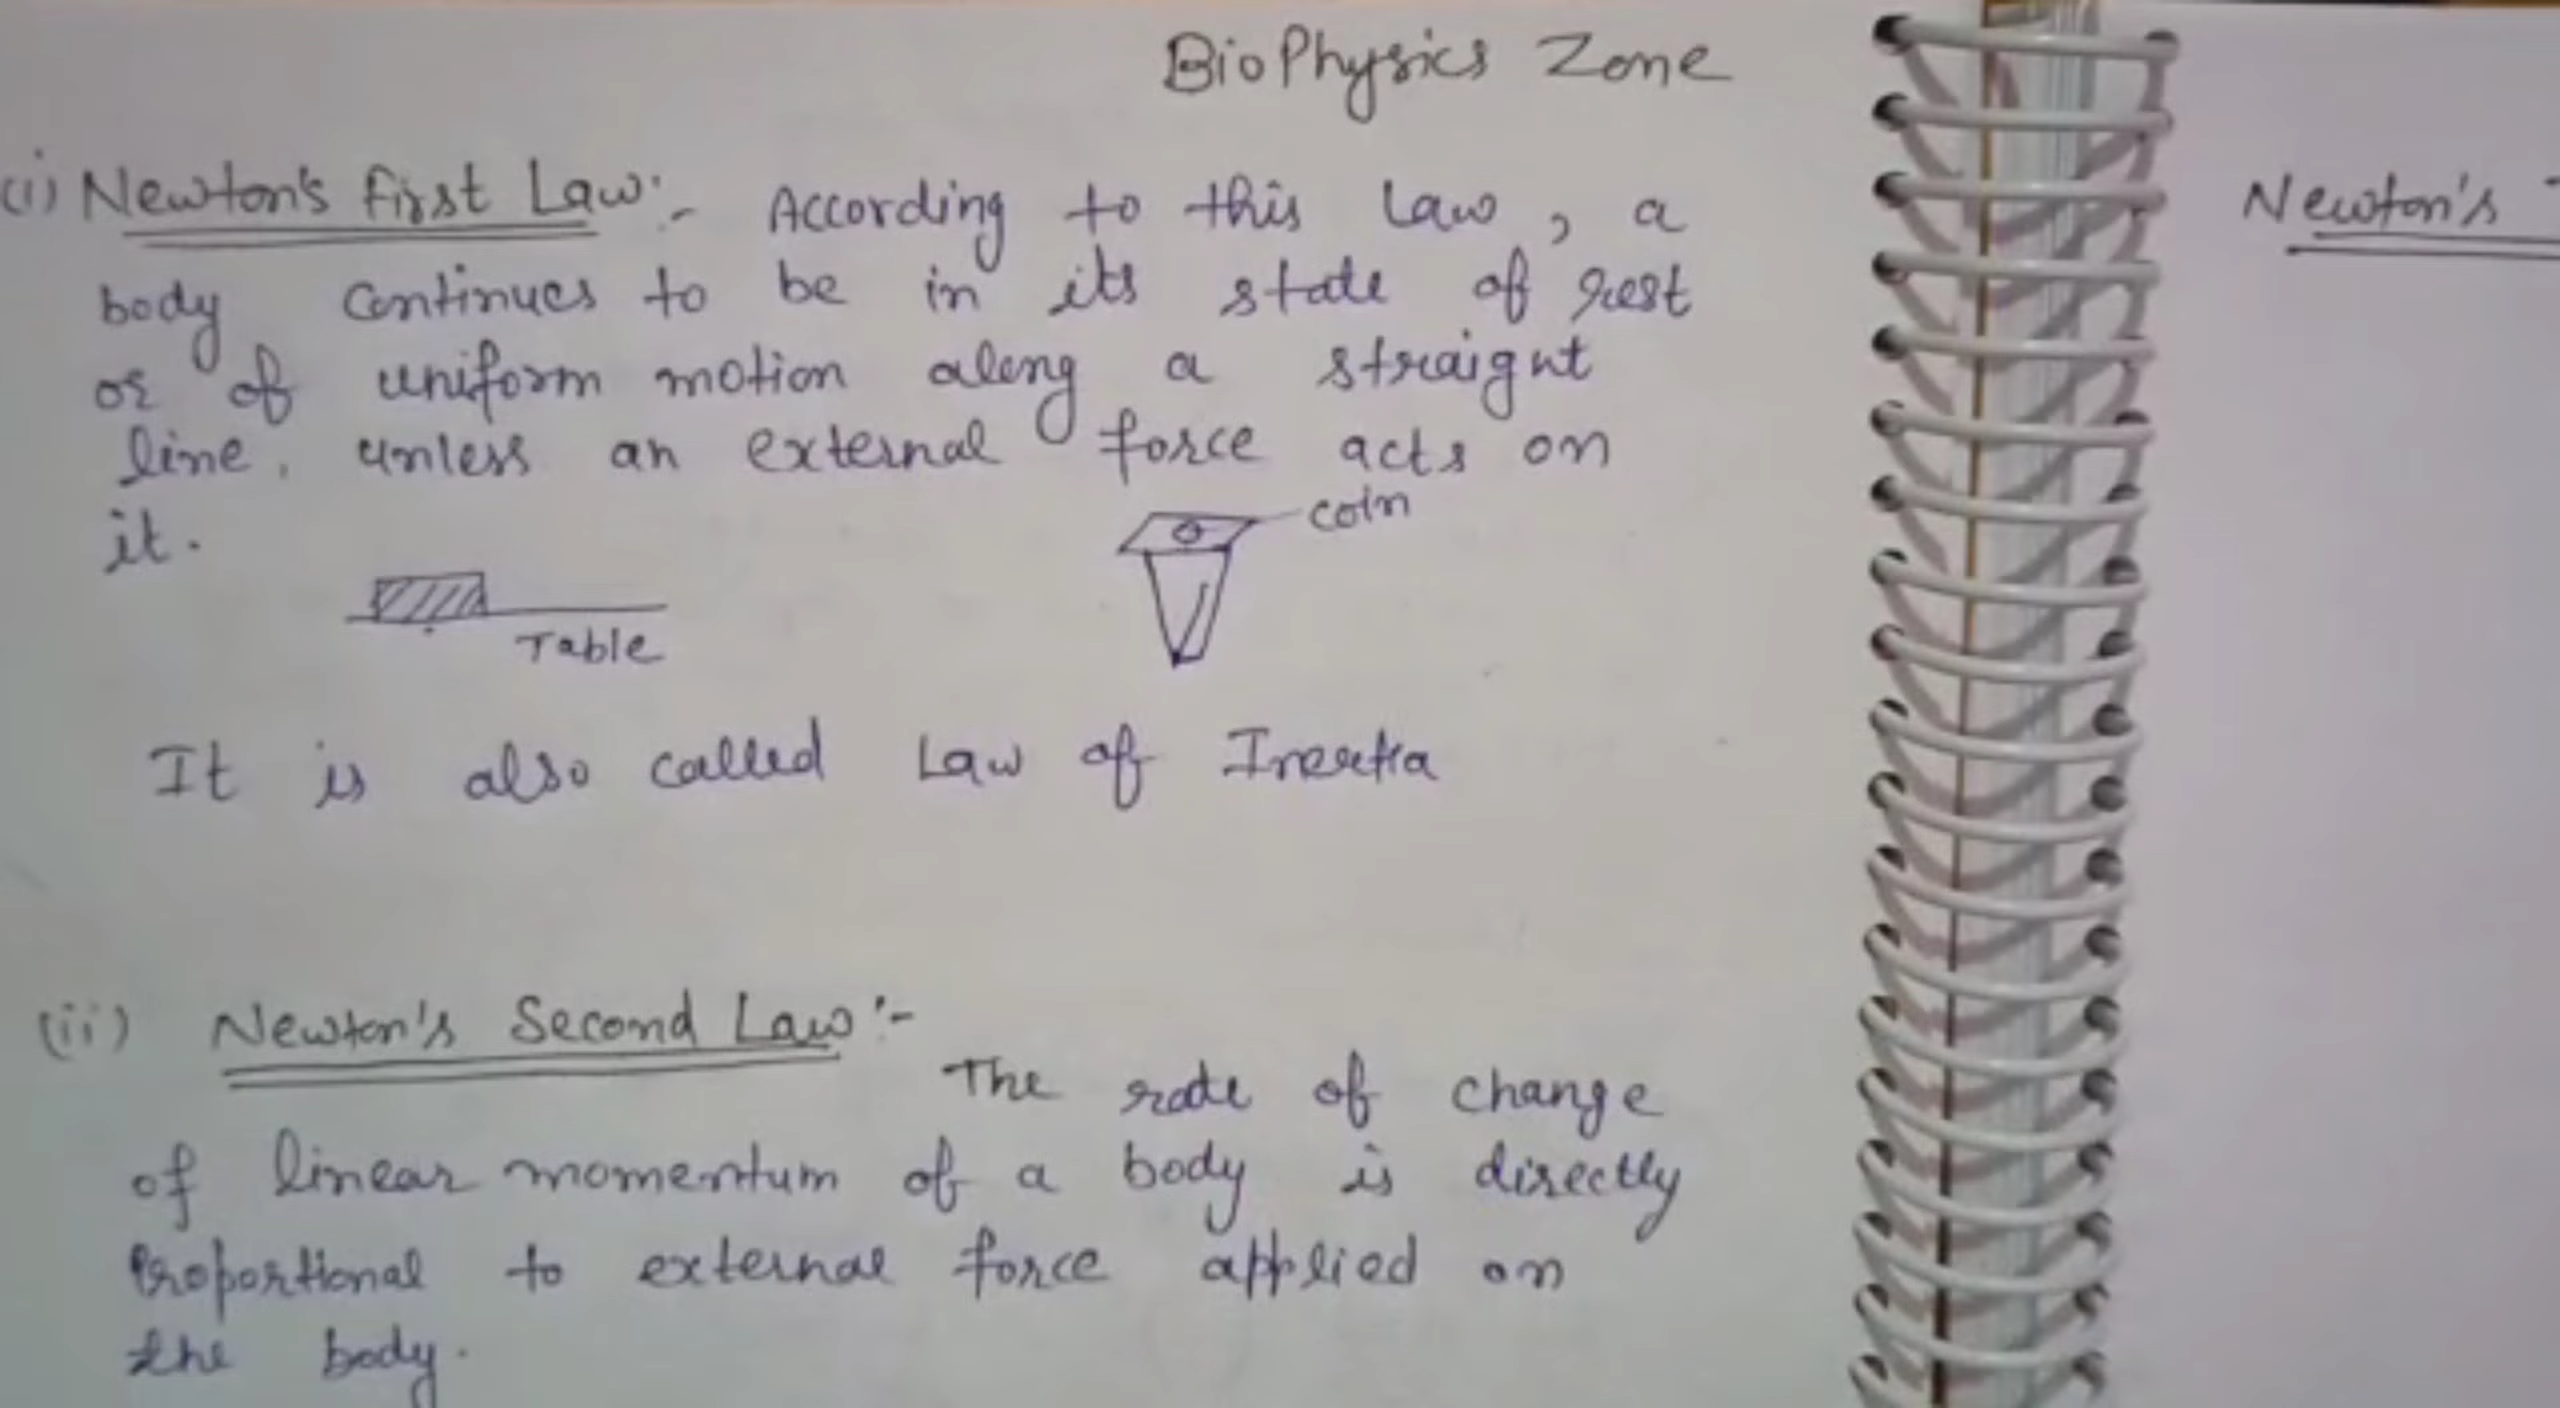 BioPhysics Zone
(i) Newton's First Law:- According to this law, a
body continues to be in its state of rest
or of uniform motion along a straignt
line, unless an external force acts on
it.
coin
Table
It is also called Law of Inertia
(ii) Newton's Second Law:-
The rate of change
of linear momentum of a body is directly
proportional to external force applied on
the body.
Newton's